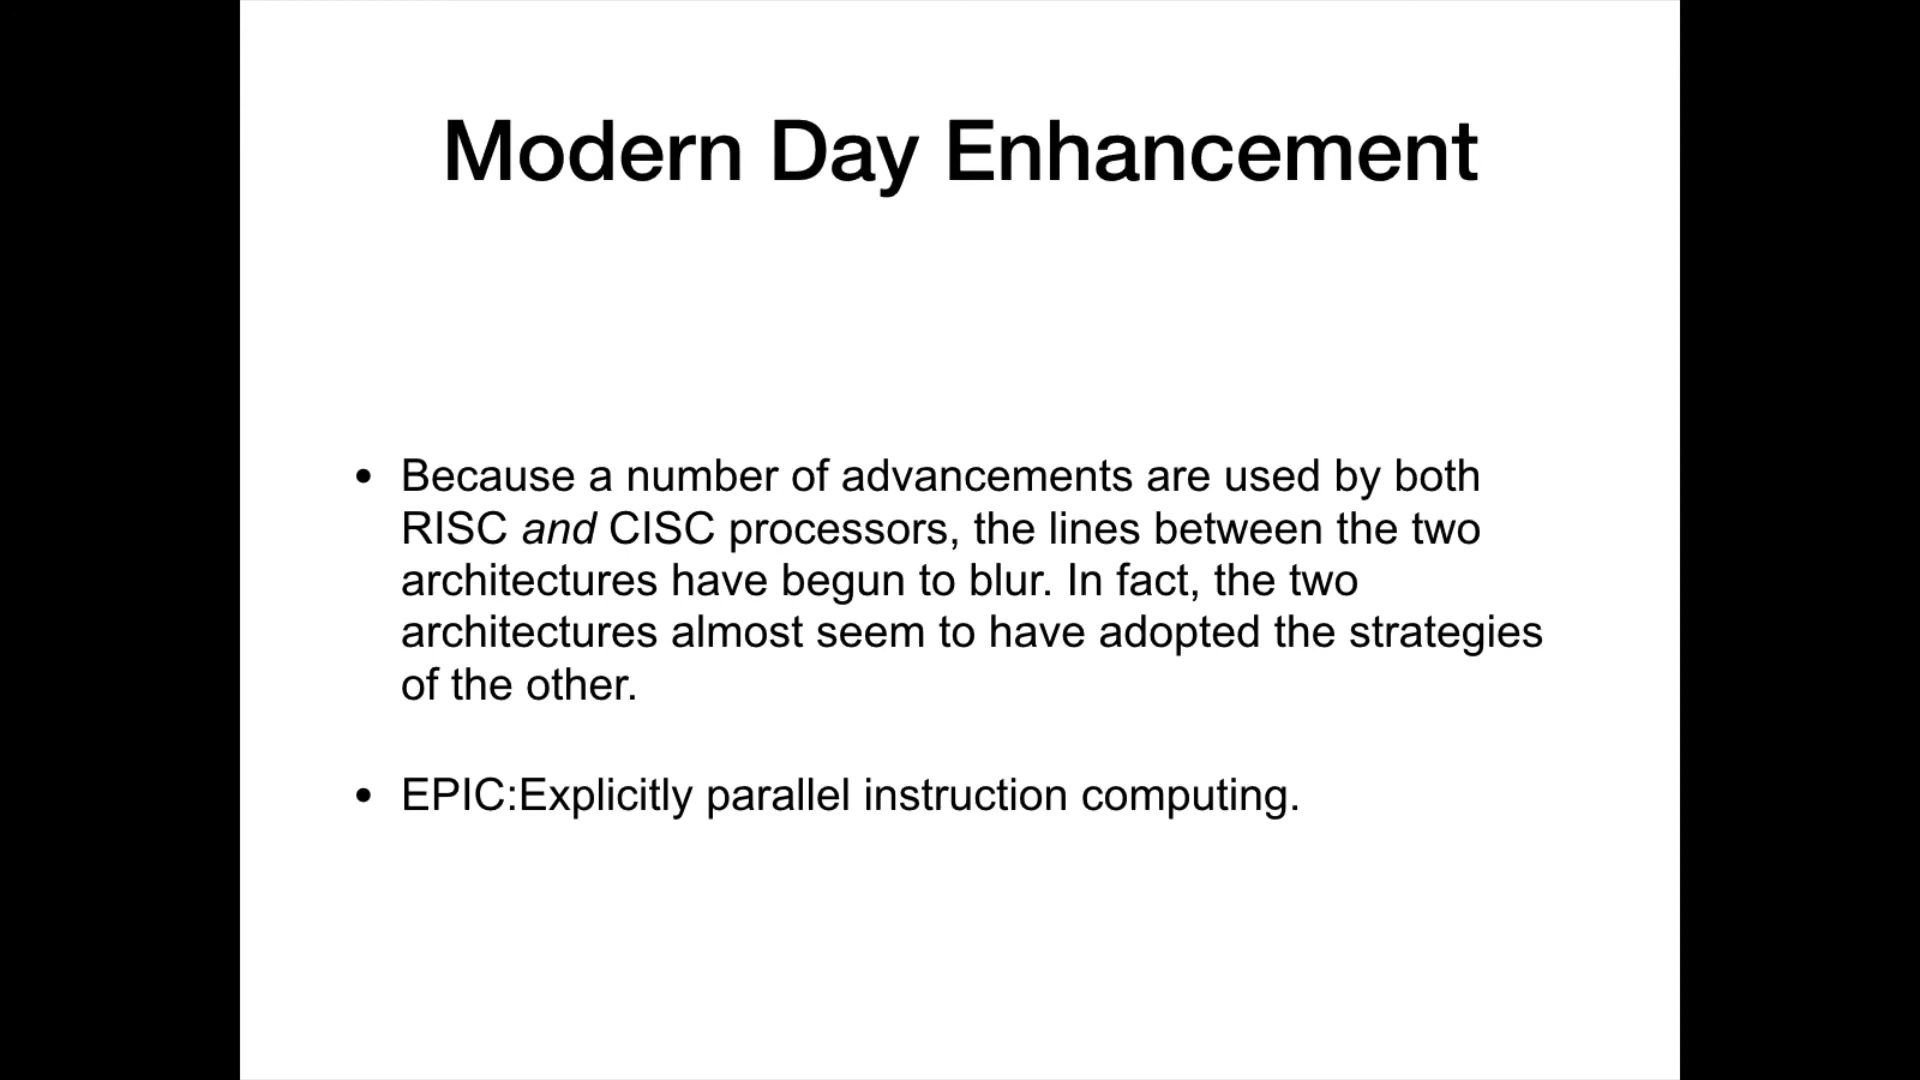 Modern Day Enhancement
• Because a number of advancements are used by both
RISC and CISC processors, the lines between the two
architectures have begun to blur. In fact, the two
architectures almost seem to have adopted the strategies
of the other.
• EPIC:Explicitly parallel instruction computing.